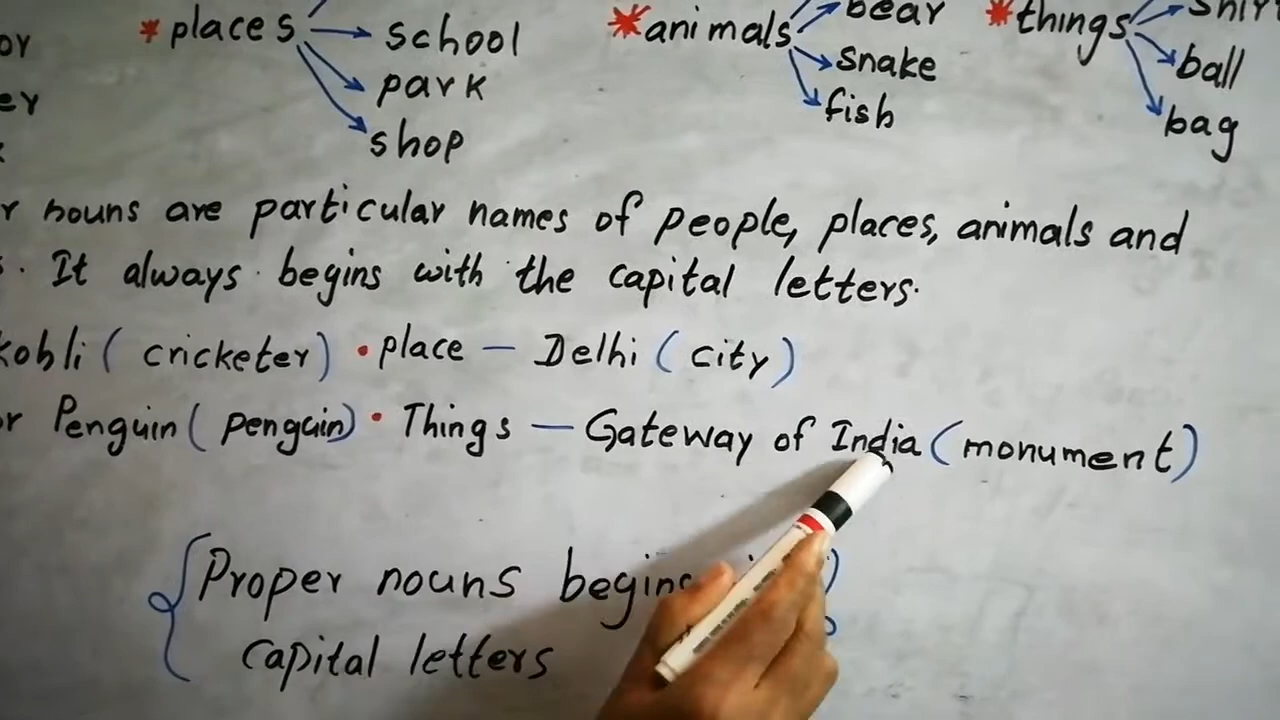 *places school
park
shop
*animals bear
snake
fish
*things
ball
bag
nouns are particular names of people, places, animals and
. It always begins with the capital letters.
kohli (cricketer) • place — Delhi (city)
Penguin (penguin) • Things — Gateway of India (monument)
{Proper nouns begins
capital letters